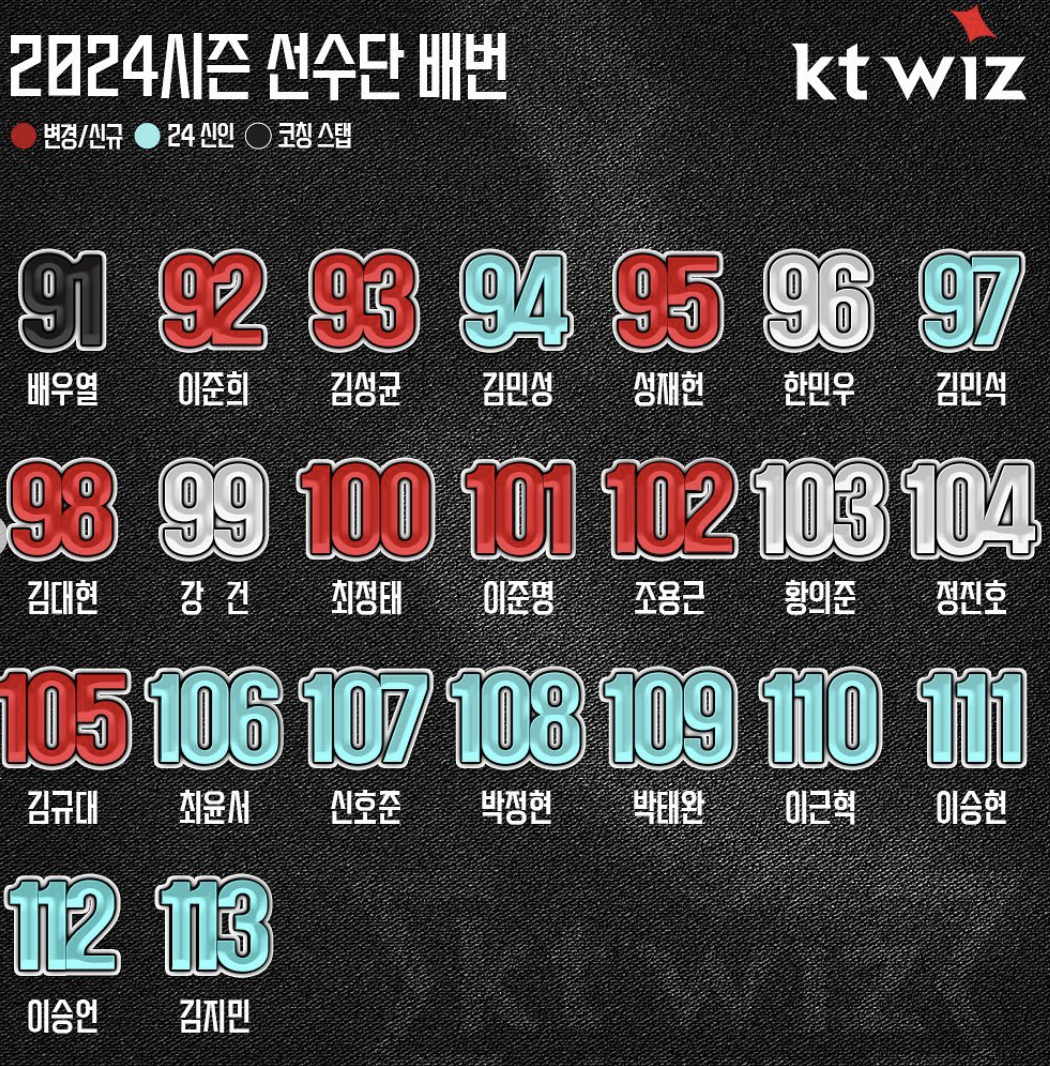 2024시즌 선수단 배번
kt wiz
변경/신규 24 신인 코칭 스탭
91 92 93 94 95 96 97
배우열 이준희 김성균 김민성 성재헌 한민우 김민석
98 99 100 101 102 103 104
김대현 강 건 최정태 이준명 조용근 황의준 정진호
105 106 107 108 109 110 111
김규대 최윤서 신호준 박정현 박태완 이근혁 이승현
112 113
이승언 김지민